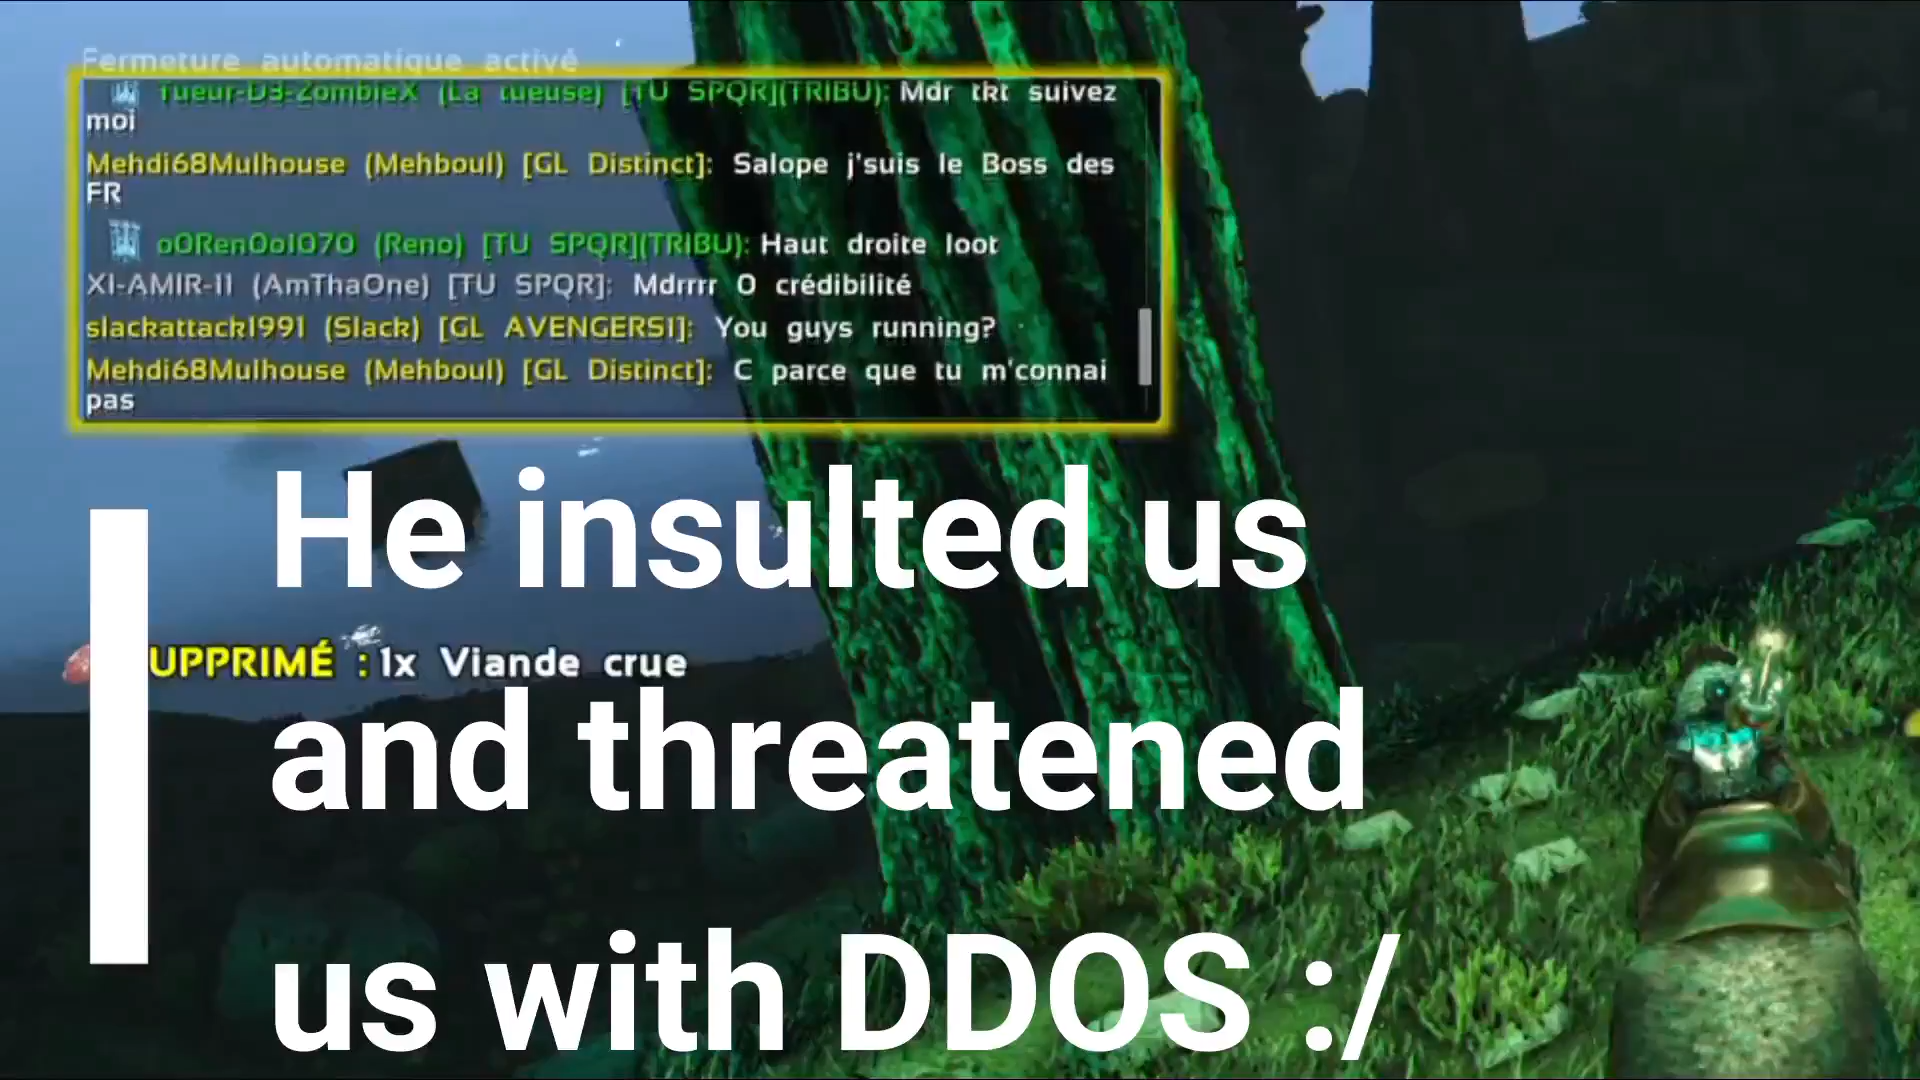 Fermeture automatique activé
Tueur-D3-ZombieX (La tueuse) [TU SPQR](TRIBU): Mdr tkt suivez
moi
Mehdi68Mulhouse (Mehboul) [GL Distinct]: Salope j'suis le Boss des
FR
oORenOo1070 (Reno) [TU SPQR](TRIBU): Haut droite loot
XI-AMIR-II (AmThaOne) [TU SPQR]: Mdrrrr 0 crédibilité
slackattack1991 (Slack) [GL AVENGERS1]: You guys running?
Mehdi68Mulhouse (Mehboul) [GL Distinct]: C parce que tu m'connai
pas
He insulted us
UPPRIMÉ : 1x Viande crue
and threatened
us with DDOS :/